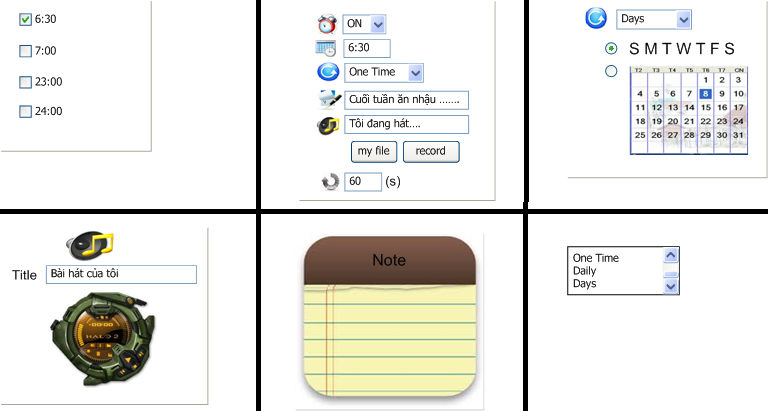 6:30
7:00
23:00
24:00
ON
6:30
One Time
Cuối tuần ăn nhậu .......
Tôi đang hát....
my file record
60 (s)
Days
S M T W T F S
T2 T3 T4 T5 T6 T7 CN
1 2 3
4 5 6 7 8 9 10
11 12 13 14 15 16 17
18 19 20 21 22 23 24
25 26 27 28 29 30 31
Title Bài hát của tôi
HALO 2
Note
One Time
Daily
Days